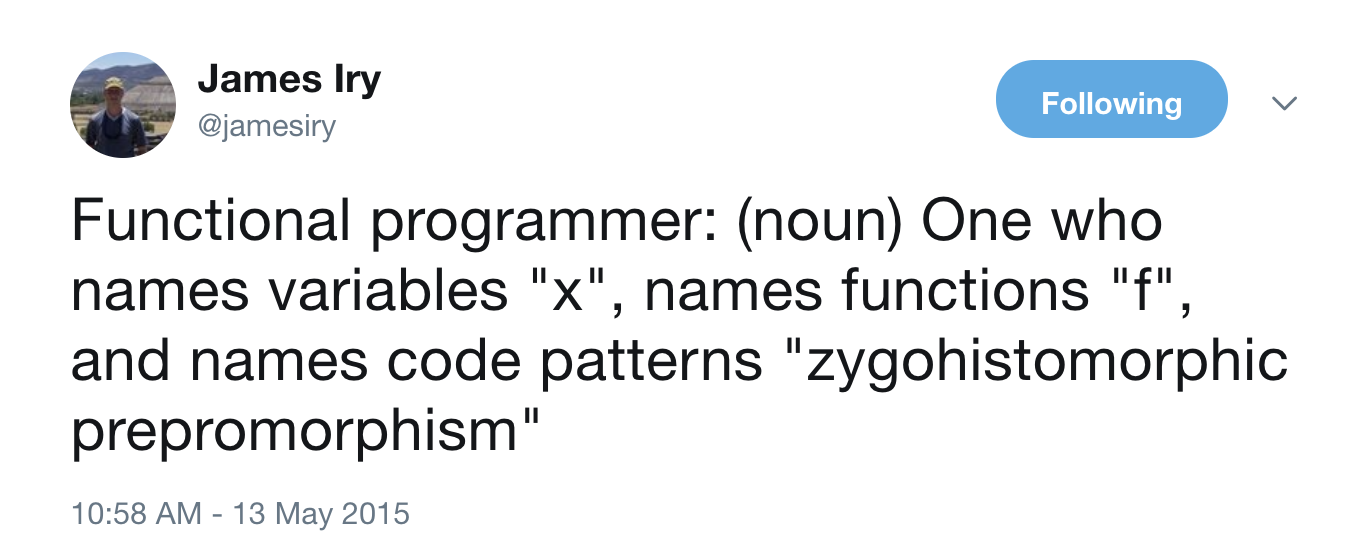 James Iry
@jamesiry
Following
Functional programmer: (noun) One who
names variables "x", names functions "f",
and names code patterns "zygohistomorphic
prepromorphism"
10:58 AM - 13 May 2015